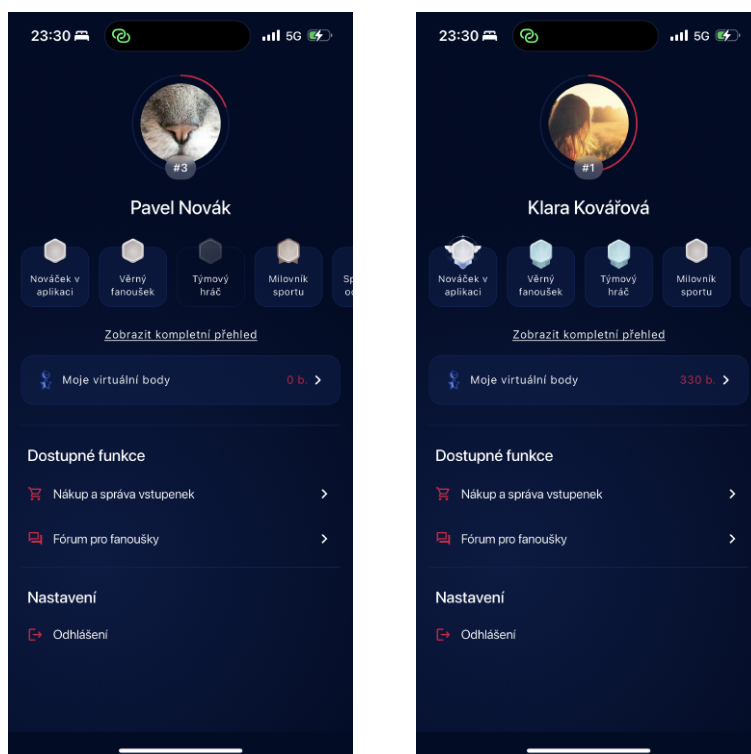 23:30
5G
#3
Pavel Novák
Nováček v
aplikaci
Věrný
fanoušek
Týmový
hráč
Milovník
sportu
Zobrazit kompletní přehled
Moje virtuální body
0 b.
Dostupné funkce
Nákup a správa vstupenek
Fórum pro fanoušky
Nastavení
Odhlášení
23:30
5G
#1
Klara Kovářová
Nováček v
aplikaci
Věrný
fanoušek
Týmový
hráč
Milovník
sportu
Zobrazit kompletní přehled
Moje virtuální body
330 b.
Dostupné funkce
Nákup a správa vstupenek
Fórum pro fanoušky
Nastavení
Odhlášení